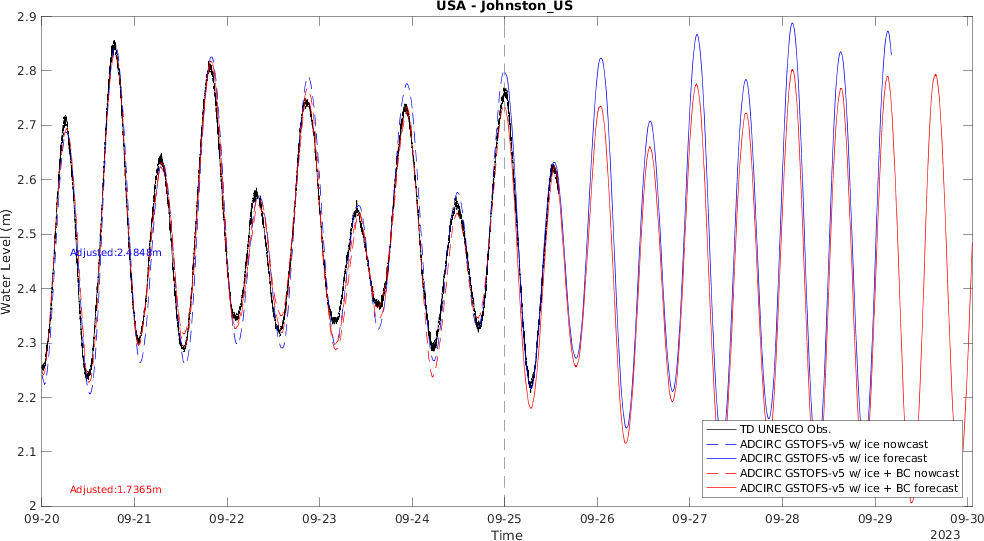 USA - Johnston_US
2.9
2.8
2.7
2.6
2.5
2.4
2.3
2.2
2.1
2
Water Level (m)
Adjusted:2.4848m
Adjusted:1.7365m
TD UNESCO Obs.
ADCIRC GSTOFS-v5 w/ ice nowcast
ADCIRC GSTOFS-v5 w/ ice forecast
ADCIRC GSTOFS-v5 w/ ice + BC nowcast
ADCIRC GSTOFS-v5 w/ ice + BC forecast
09-20 09-21 09-22 09-23 09-24 09-25 09-26 09-27 09-28 09-29 09-30
Time
2023